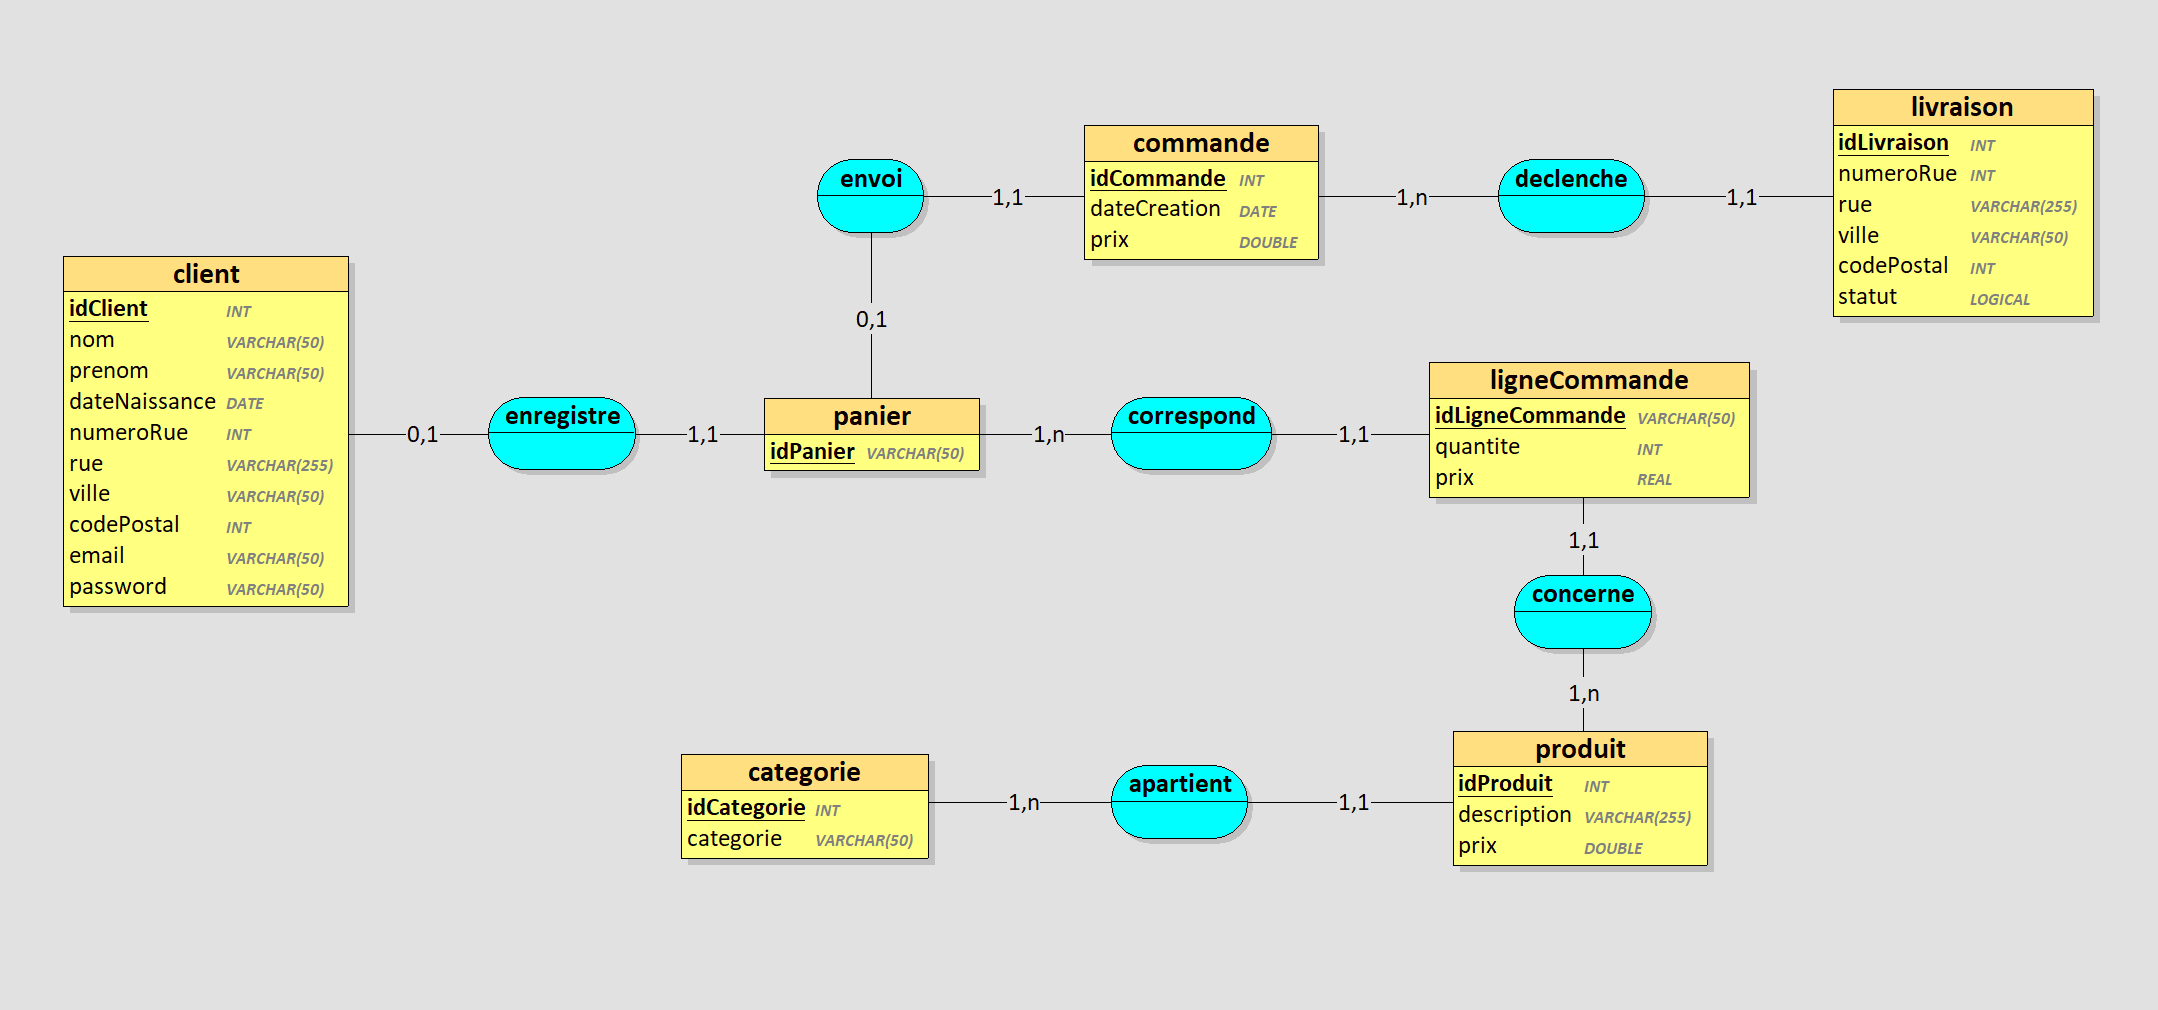 client
idClient INT
nom VARCHAR(50)
prenom VARCHAR(50)
dateNaissance DATE
numeroRue INT
rue VARCHAR(255)
ville VARCHAR(50)
codePostal INT
email VARCHAR(50)
password VARCHAR(50)
0,1
enregistre
1,1
panier
idPanier VARCHAR(50)
0,1
envoi
1,1
commande
idCommande INT
dateCreation DATE
prix DOUBLE
1,n
declenche
1,1
livraison
idLivraison INT
numeroRue INT
rue VARCHAR(255)
ville VARCHAR(50)
codePostal INT
statut LOGICAL
1,n
correspond
1,1
ligneCommande
idLigneCommande VARCHAR(50)
quantite INT
prix REAL
1,1
concerne
1,n
produit
idProduit INT
description VARCHAR(255)
prix DOUBLE
1,1
apartient
1,n
categorie
idCategorie INT
categorie VARCHAR(50)